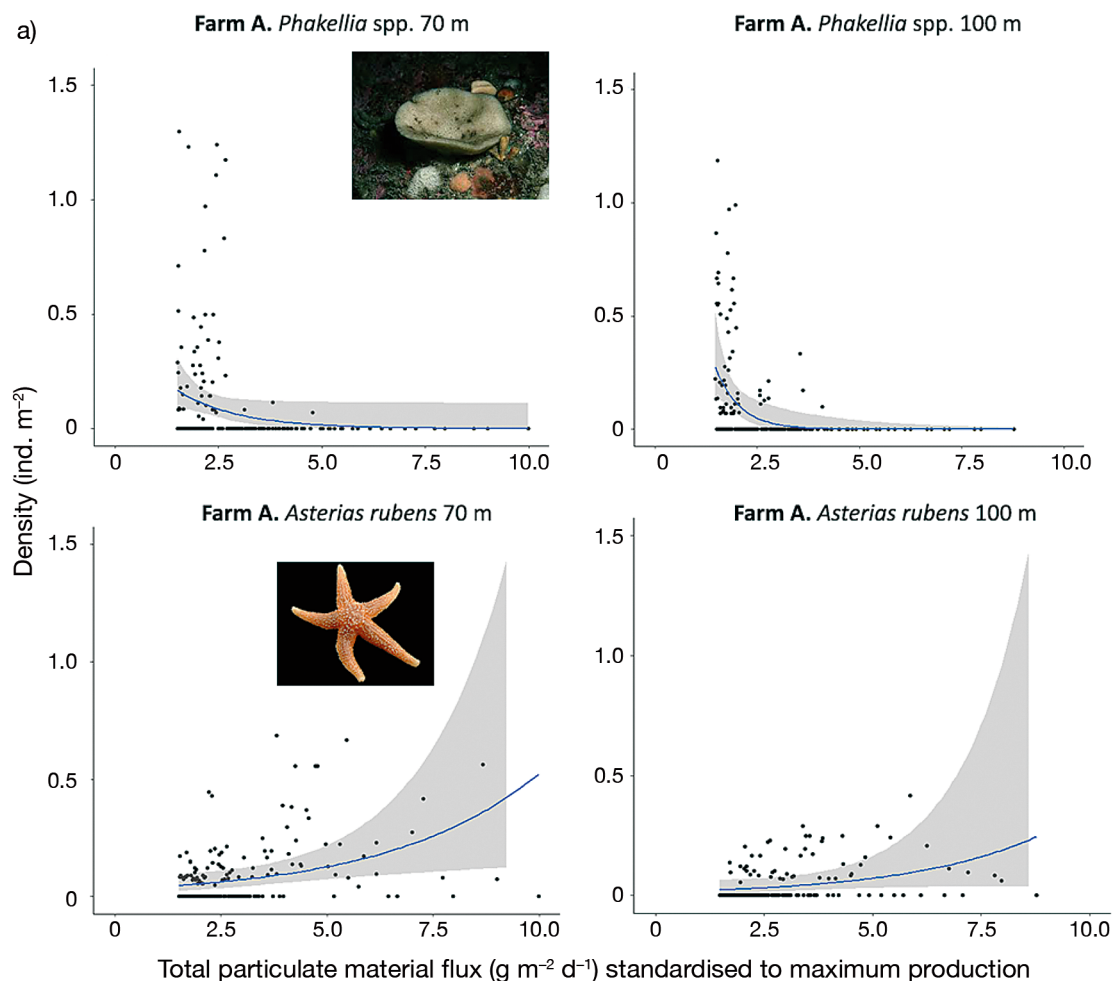 a)
Farm A. Phakellia spp. 70 m
Farm A. Phakellia spp. 100 m
1.5
1.0
0.5
0
0 2.5 5.0 7.5 10.0
1.5
1.0
0.5
0
0 2.5 5.0 7.5 10.0
Density (ind. m⁻²)
Farm A. Asterias rubens 70 m
Farm A. Asterias rubens 100 m
1.5
1.0
0.5
0
0 2.5 5.0 7.5 10.0
1.5
1.0
0.5
0
0 2.5 5.0 7.5 10.0
Total particulate material flux (g m⁻² d⁻¹) standardised to maximum production